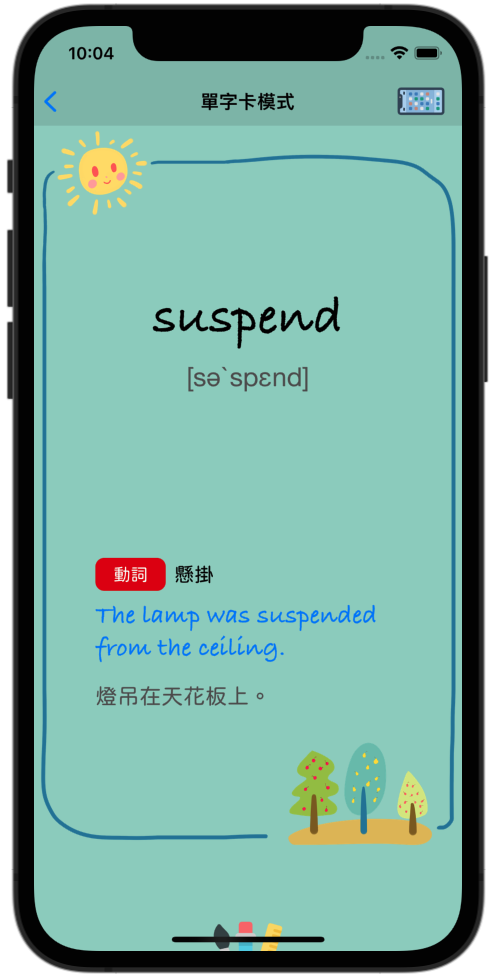 10:04
單字卡模式
suspend
[sə`spɛnd]
動詞 懸掛
The lamp was suspended
from the ceiling.
燈吊在天花板上。